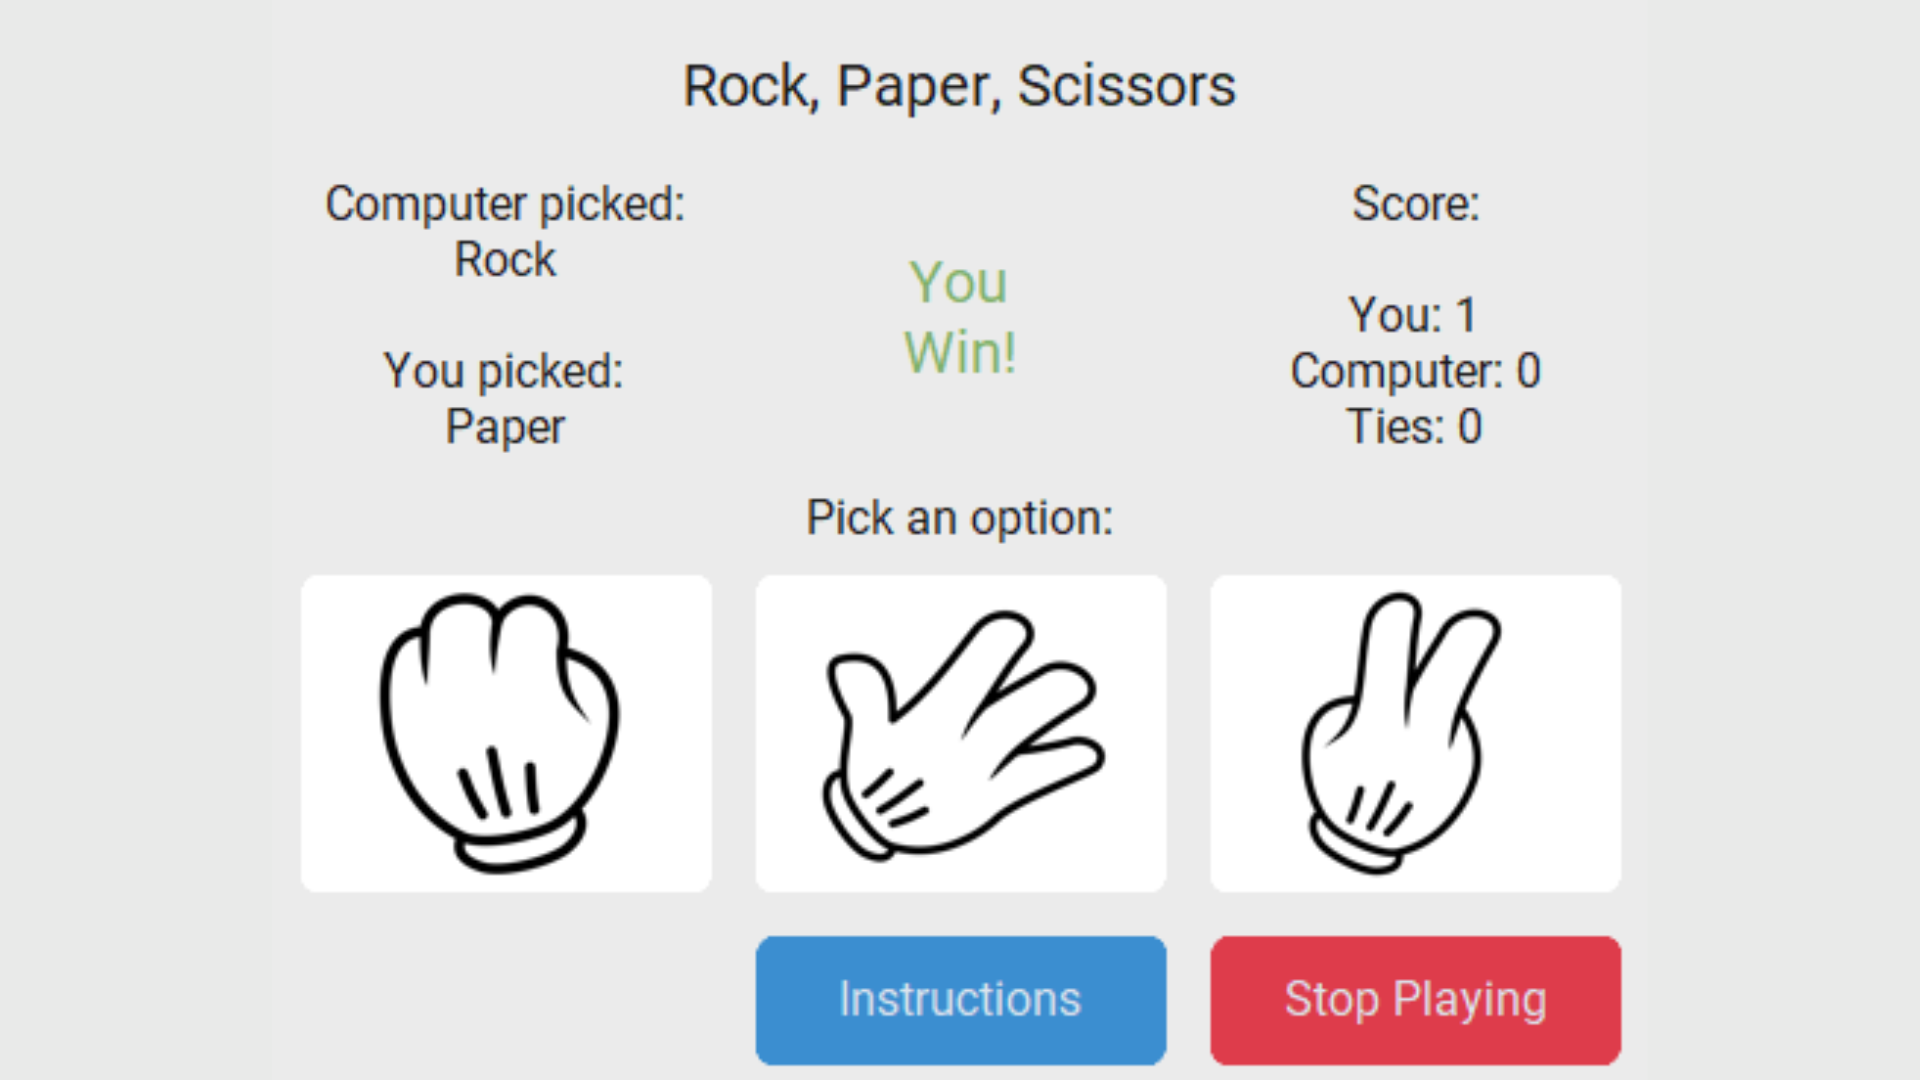 Rock, Paper, Scissors
Computer picked:
Rock
You picked:
Paper
You
Win!
Score:
You: 1
Computer: 0
Ties: 0
Pick an option:
Instructions
Stop Playing